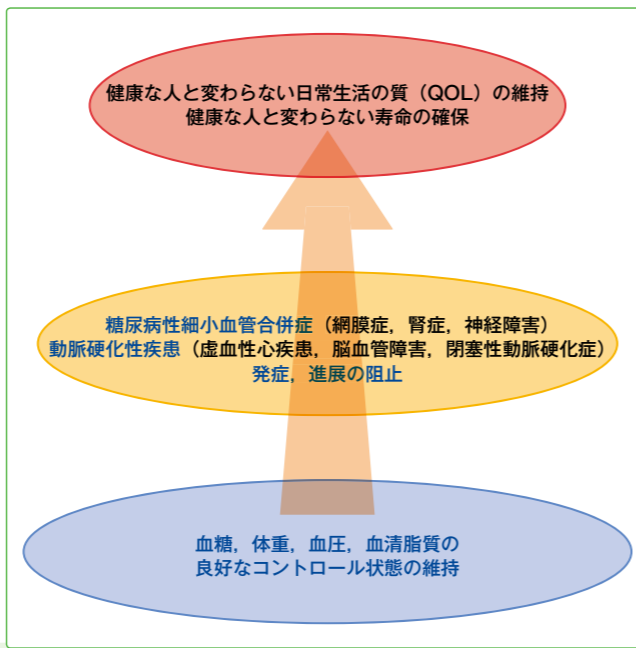 健康な人と変わらない日常生活の質（QOL）の維持
健康な人と変わらない寿命の確保
糖尿病性細小血管合併症（網膜症，腎症，神経障害）
動脈硬化性疾患（虚血性心疾患，脳血管障害，閉塞性動脈硬化症）
発症，進展の阻止
血糖，体重，血圧，血清脂質の
良好なコントロール状態の維持